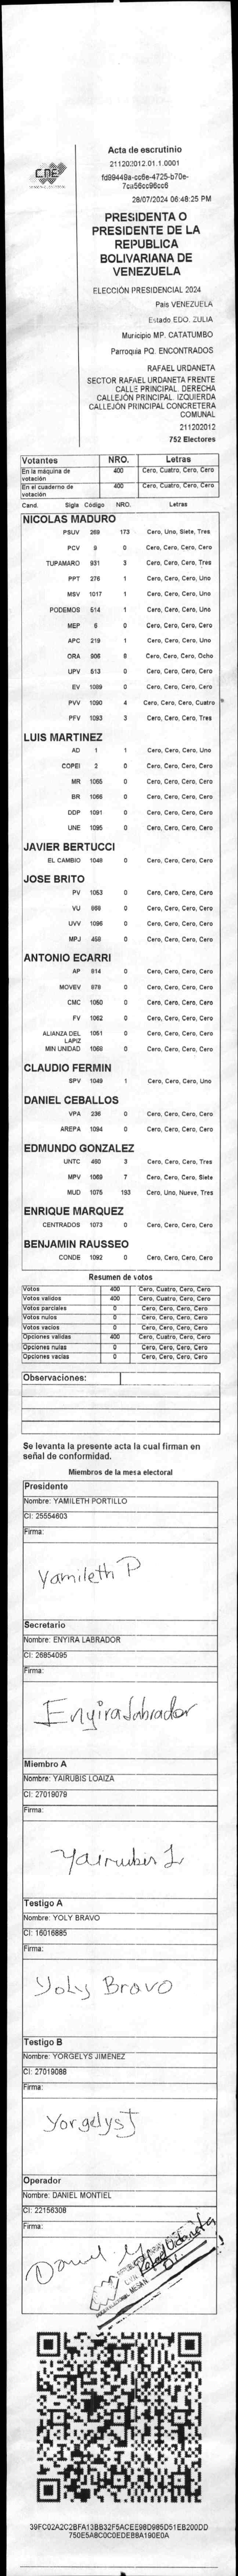 CNE
Acta de escrutinio
211202012.01.1.0001
fd99449a-cc6e-4725-b70e-
7ca56cc96cc6
28/07/2024 06:48:25 PM
PRESIDENTA O
PRESIDENTE DE LA
REPUBLICA
BOLIVARIANA DE
VENEZUELA
ELECCIÓN PRESIDENCIAL 2024
País VENEZUELA
Estado EDO. ZULIA
Municipio MP. CATATUMBO
Parroquia PQ. ENCONTRADOS
RAFAEL URDANETA
SECTOR RAFAEL URDANETA FRENTE
CALLE PRINCIPAL. DERECHA
CALLEJÓN PRINCIPAL. IZQUIERDA
CALLEJÓN PRINCIPAL CONCRETERA
COMUNAL
211202012
752 Electores
Votantes NRO. Letras
En la máquina de votación 400 Cero, Cuatro, Cero, Cero
En el cuaderno de votación 400 Cero, Cuatro, Cero, Cero
Cand. Sigla Código NRO. Letras
NICOLAS MADURO
PSUV 269 173 Cero, Uno, Siete, Tres
PCV 9 0 Cero, Cero, Cero, Cero
TUPAMARO 931 3 Cero, Cero, Cero, Tres
PPT 276 1 Cero, Cero, Cero, Uno
MSV 1017 1 Cero, Cero, Cero, Uno
PODEMOS 514 1 Cero, Cero, Cero, Uno
MEP 6 0 Cero, Cero, Cero, Cero
APC 219 1 Cero, Cero, Cero, Uno
ORA 906 8 Cero, Cero, Cero, Ocho
UPV 613 0 Cero, Cero, Cero, Cero
EV 1089 0 Cero, Cero, Cero, Cero
PVV 1090 4 Cero, Cero, Cero, Cuatro
PFV 1093 3 Cero, Cero, Cero, Tres
LUIS MARTINEZ
AD 1 1 Cero, Cero, Cero, Uno
COPEI 2 0 Cero, Cero, Cero, Cero
MR 1065 0 Cero, Cero, Cero, Cero
BR 1066 0 Cero, Cero, Cero, Cero
DDP 1091 0 Cero, Cero, Cero, Cero
UNE 1095 0 Cero, Cero, Cero, Cero
JAVIER BERTUCCI
EL CAMBIO 1048 0 Cero, Cero, Cero, Cero
JOSE BRITO
PV 1053 0 Cero, Cero, Cero, Cero
VU 868 0 Cero, Cero, Cero, Cero
UVV 1096 0 Cero, Cero, Cero, Cero
MPJ 458 0 Cero, Cero, Cero, Cero
ANTONIO ECARRI
AP 814 0 Cero, Cero, Cero, Cero
MOVEV 879 0 Cero, Cero, Cero, Cero
CMC 1050 0 Cero, Cero, Cero, Cero
FV 1062 0 Cero, Cero, Cero, Cero
ALIANZA DEL LAPIZ 1051 0 Cero, Cero, Cero, Cero
MIN UNIDAD 1068 0 Cero, Cero, Cero, Cero
CLAUDIO FERMIN
SPV 1049 1 Cero, Cero, Cero, Uno
DANIEL CEBALLOS
VPA 236 0 Cero, Cero, Cero, Cero
AREPA 1094 0 Cero, Cero, Cero, Cero
EDMUNDO GONZALEZ
UNTC 460 3 Cero, Cero, Cero, Tres
MPV 1069 7 Cero, Cero, Cero, Siete
MUD 1075 193 Cero, Uno, Nueve, Tres
ENRIQUE MARQUEZ
CENTRADOS 1073 0 Cero, Cero, Cero, Cero
BENJAMIN RAUSSEO
CONDE 1092 0 Cero, Cero, Cero, Cero
Resumen de votos
Votos 400 Cero, Cuatro, Cero, Cero
Votos validos 400 Cero, Cuatro, Cero, Cero
Votos parciales 0 Cero, Cero, Cero, Cero
Votos nulos 0 Cero, Cero, Cero, Cero
Votos vacios 0 Cero, Cero, Cero, Cero
Opciones validas 400 Cero, Cuatro, Cero, Cero
Opciones nulas 0 Cero, Cero, Cero, Cero
Opciones vacias 0 Cero, Cero, Cero, Cero
Observaciones:
Se levanta la presente acta la cual firman en
señal de conformidad.
Miembros de la mesa electoral
Presidente
Nombre: YAMILETH PORTILLO
CI: 25554603
Firma:
Yamileth P
Secretario
Nombre: ENYIRA LABRADOR
CI: 26854095
Firma:
Enyira Labrador
Miembro A
Nombre: YAIRUBIS LOAIZA
CI: 27019079
Firma:
Yairubis L
Testigo A
Nombre: YOLY BRAVO
CI: 16016885
Firma:
Yoly Bravo
Testigo B
Nombre: YORGELYS JIMENEZ
CI: 27019088
Firma:
Yorgelys J
Operador
Nombre: DANIEL MONTIEL
CI: 22156308
Firma:
Daniel M
Rafael Urdaneta
39FC02A2C2BFA13BB32F5ACEE98D985D51EB200DD
750E5A8C0C0EDEB8A190E0A